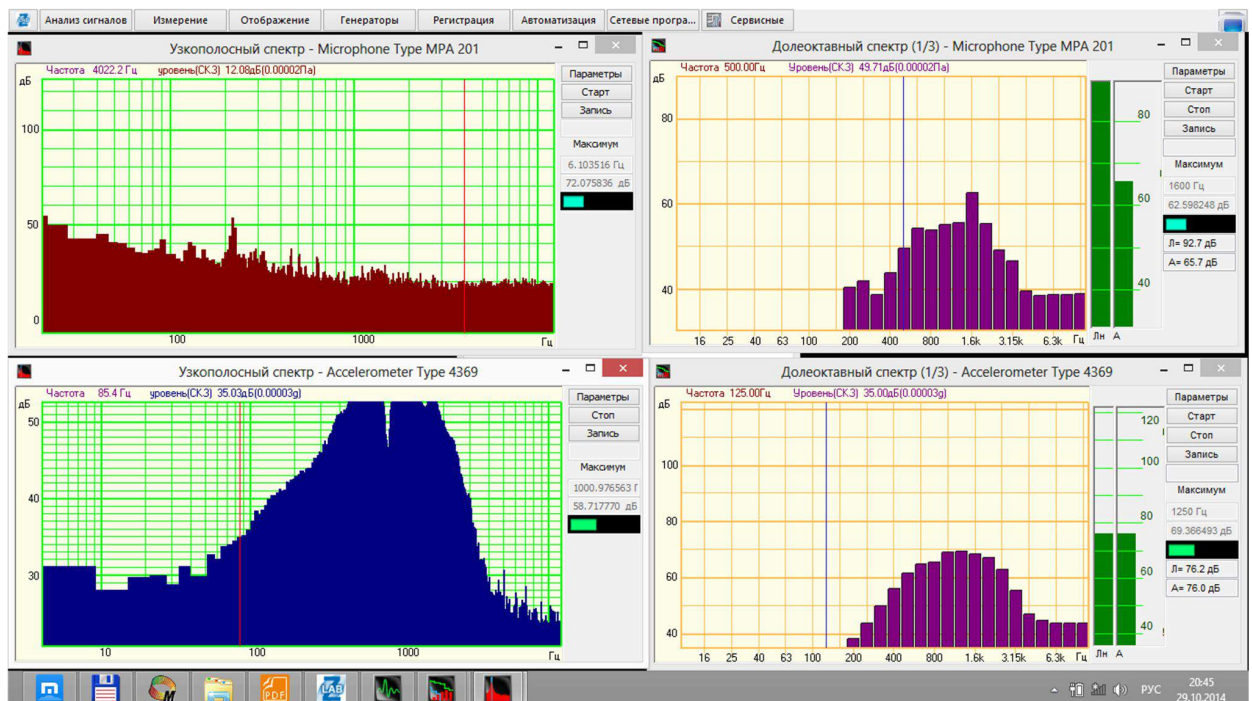 Анализ сигналов Измерение Отображение Генераторы Регистрация Автоматизация Сетевые програ... Сервисные
Узкополосный спектр - Microphone Type MPA 201
Частота 4022.2 Гц уровень(СКЗ) 12.08дБ(0.00002Па)
дБ
100
50
0
100 1000 Гц
Параметры
Старт
Запись
Максимум
6.103516 Гц
72.075836 дБ
Долеоктавный спектр (1/3) - Microphone Type MPA 201
Частота 500.00Гц Уровень(СКЗ) 49.71дБ(0.00002Па)
дБ
80
60
40
16 25 40 63 100 200 400 800 1.6k 3.15k 6.3k Гц
80
60
40
Лн А
Параметры
Старт
Стоп
Запись
Максимум
1600 Гц
62.598248 дБ
Л= 92.7 дБ
А= 65.7 дБ
Узкополосный спектр - Accelerometer Type 4369
Частота 85.4 Гц уровень(СКЗ) 35.03дБ(0.00003g)
дБ
50
40
30
10 100 1000 Гц
Параметры
Стоп
Запись
Максимум
1000.976563 Г
58.717770 дБ
Долеоктавный спектр (1/3) - Accelerometer Type 4369
Частота 125.00Гц Уровень(СКЗ) 35.00дБ(0.00003g)
дБ
100
80
60
40
16 25 40 63 100 200 400 800 1.6k 3.15k 6.3k Гц
120
100
80
60
40
Лн А
Параметры
Старт
Стоп
Запись
Максимум
1250 Гц
69.366493 дБ
Л= 76.2 дБ
А= 76.0 дБ
PDF
LAB
РУС
20:45
29.10.2014